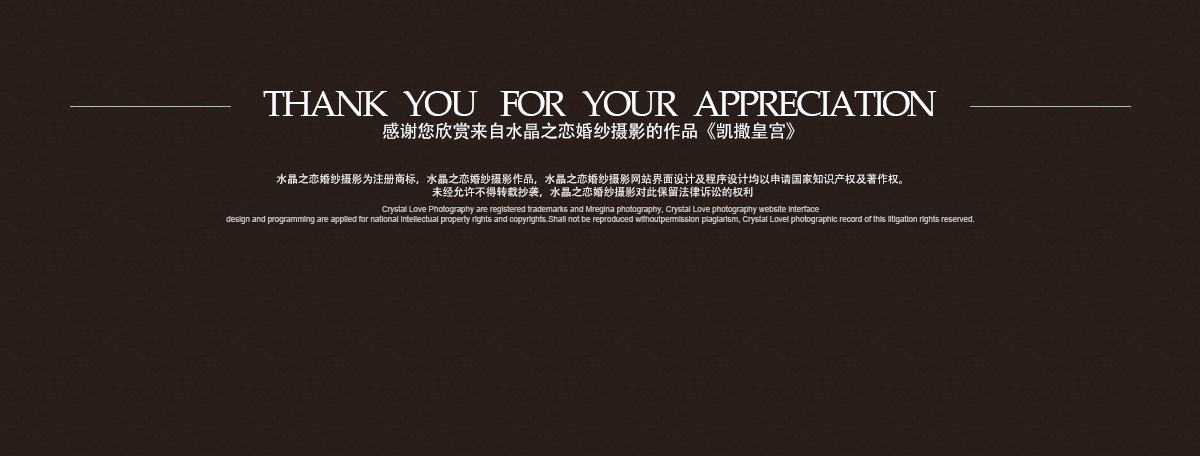 THANK YOU FOR YOUR APPRECIATION
感谢您欣赏来自水晶之恋婚纱摄影的作品《凯撒皇宫》
水晶之恋婚纱摄影为注册商标，水晶之恋婚纱摄影作品，水晶之恋婚纱摄影网站界面设计及程序设计均以申请国家知识产权及著作权。
未经允许不得转载抄袭，水晶之恋婚纱摄影对此保留法律诉讼的权利
Crystal Love Photography are registered trademarks and Mregina photography, Crystal Love photography website interface
design and programming are applied for national intellectual property rights and copyrights.Shall not be reproduced withoutpermission plagiarism, Crystal Lovel photographic record of this litigation rights reserved.